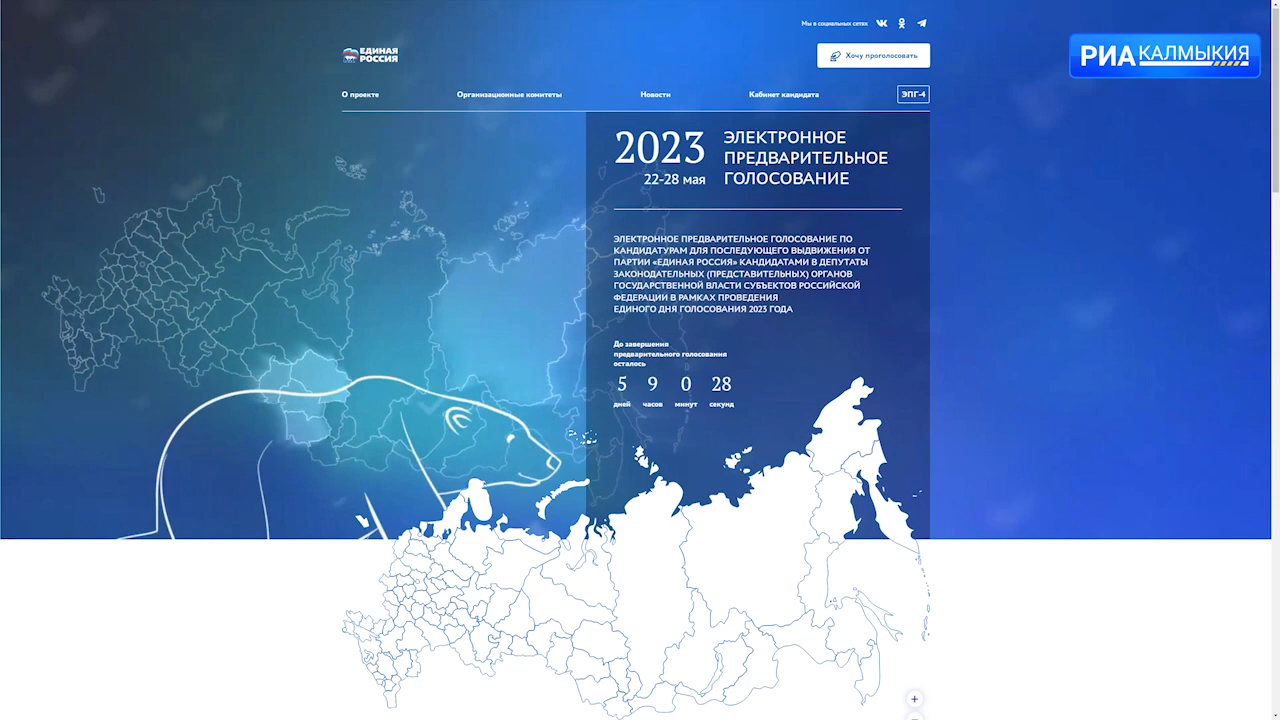 Мы в социальных сетях
ЕДИНАЯ
РОССИЯ
Хочу проголосовать
РИА КАЛМЫКИЯ
О проекте
Организационные комитеты
Новости
Кабинет кандидата
ЭПГ-4
2023
22-28 мая
ЭЛЕКТРОННОЕ
ПРЕДВАРИТЕЛЬНОЕ
ГОЛОСОВАНИЕ
ЭЛЕКТРОННОЕ ПРЕДВАРИТЕЛЬНОЕ ГОЛОСОВАНИЕ ПО
КАНДИДАТУРАМ ДЛЯ ПОСЛЕДУЮЩЕГО ВЫДВИЖЕНИЯ ОТ
ПАРТИИ «ЕДИНАЯ РОССИЯ» КАНДИДАТАМИ В ДЕПУТАТЫ
ЗАКОНОДАТЕЛЬНЫХ (ПРЕДСТАВИТЕЛЬНЫХ) ОРГАНОВ
ГОСУДАРСТВЕННОЙ ВЛАСТИ СУБЪЕКТОВ РОССИЙСКОЙ
ФЕДЕРАЦИИ В РАМКАХ ПРОВЕДЕНИЯ
ЕДИНОГО ДНЯ ГОЛОСОВАНИЯ 2023 ГОДА
До завершения
предварительного голосования
осталось
5 9 0 28
дней часов минут секунд